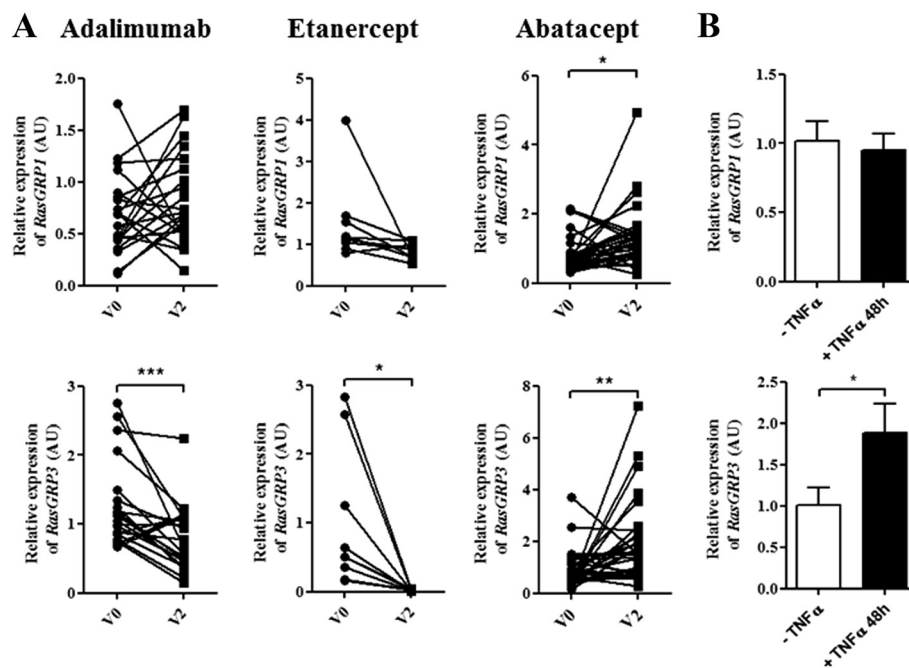 A Adalimumab Etanercept Abatacept B
Relative expression
of RasGRP1 (AU)
2.0
1.5
1.0
0.5
0.0
V0 V2
Relative expression
of RasGRP1 (AU)
5
4
3
2
1
0
V0 V2
Relative expression
of RasGRP1 (AU)
6
4
2
0
*
V0 V2
Relative expression
of RasGRP1 (AU)
1.5
1.0
0.5
0.0
- TNFα + TNFα 48h
Relative expression
of RasGRP3 (AU)
3
2
1
0
***
V0 V2
Relative expression
of RasGRP3 (AU)
3
2
1
0
*
V0 V2
Relative expression
of RasGRP3 (AU)
8
6
4
2
0
**
V0 V2
Relative expression
of RasGRP3 (AU)
2.5
2.0
1.5
1.0
0.5
0.0
*
- TNFα + TNFα 48h